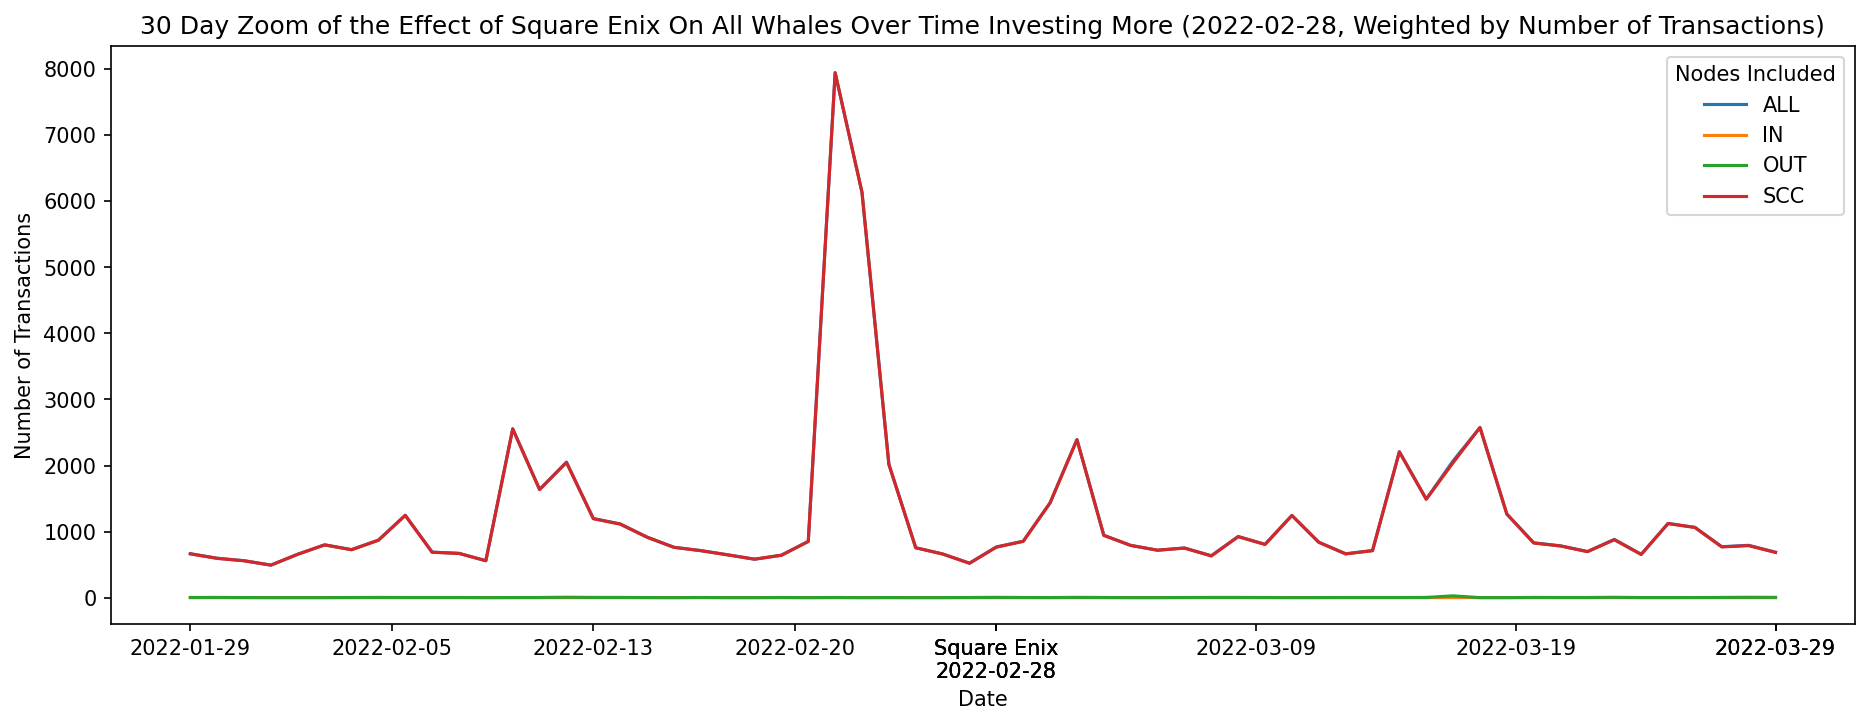 30 Day Zoom of the Effect of Square Enix On All Whales Over Time Investing More (2022-02-28, Weighted by Number of Transactions)
Number of Transactions
8000
7000
6000
5000
4000
3000
2000
1000
0
Nodes Included
ALL
IN
OUT
SCC
2022-01-29
2022-02-05
2022-02-13
2022-02-20
Square Enix
2022-02-28
2022-03-09
2022-03-19
2022-03-29
Date